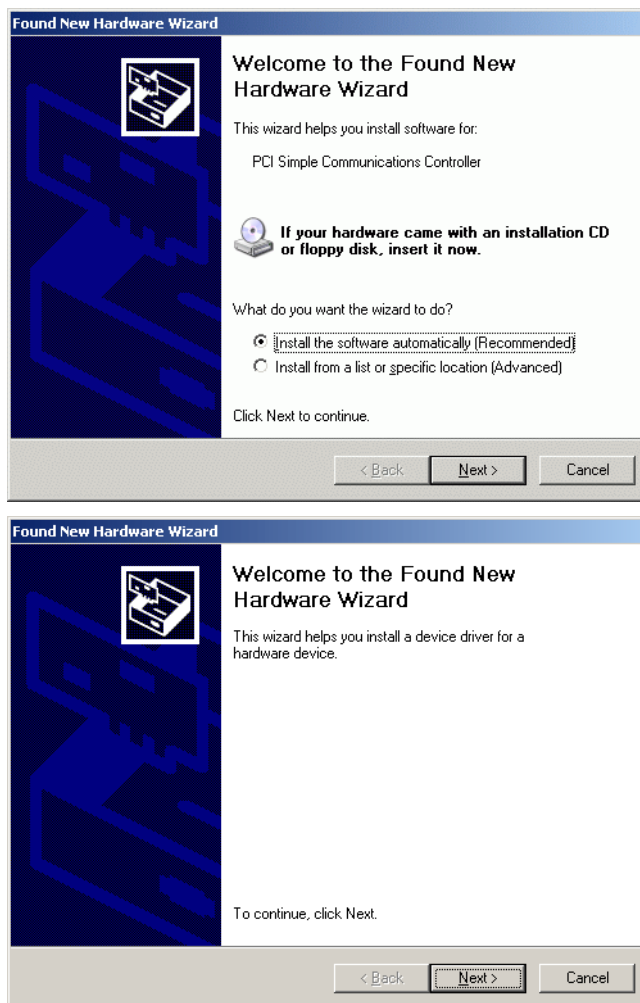 Found New Hardware Wizard
Welcome to the Found New
Hardware Wizard
This wizard helps you install software for:
PCI Simple Communications Controller
If your hardware came with an installation CD
or floppy disk, insert it now.
What do you want the wizard to do?
Install the software automatically (Recommended)
Install from a list or specific location (Advanced)
Click Next to continue.
< Back Next > Cancel
Found New Hardware Wizard
Welcome to the Found New
Hardware Wizard
This wizard helps you install a device driver for a
hardware device.
To continue, click Next.
< Back Next > Cancel